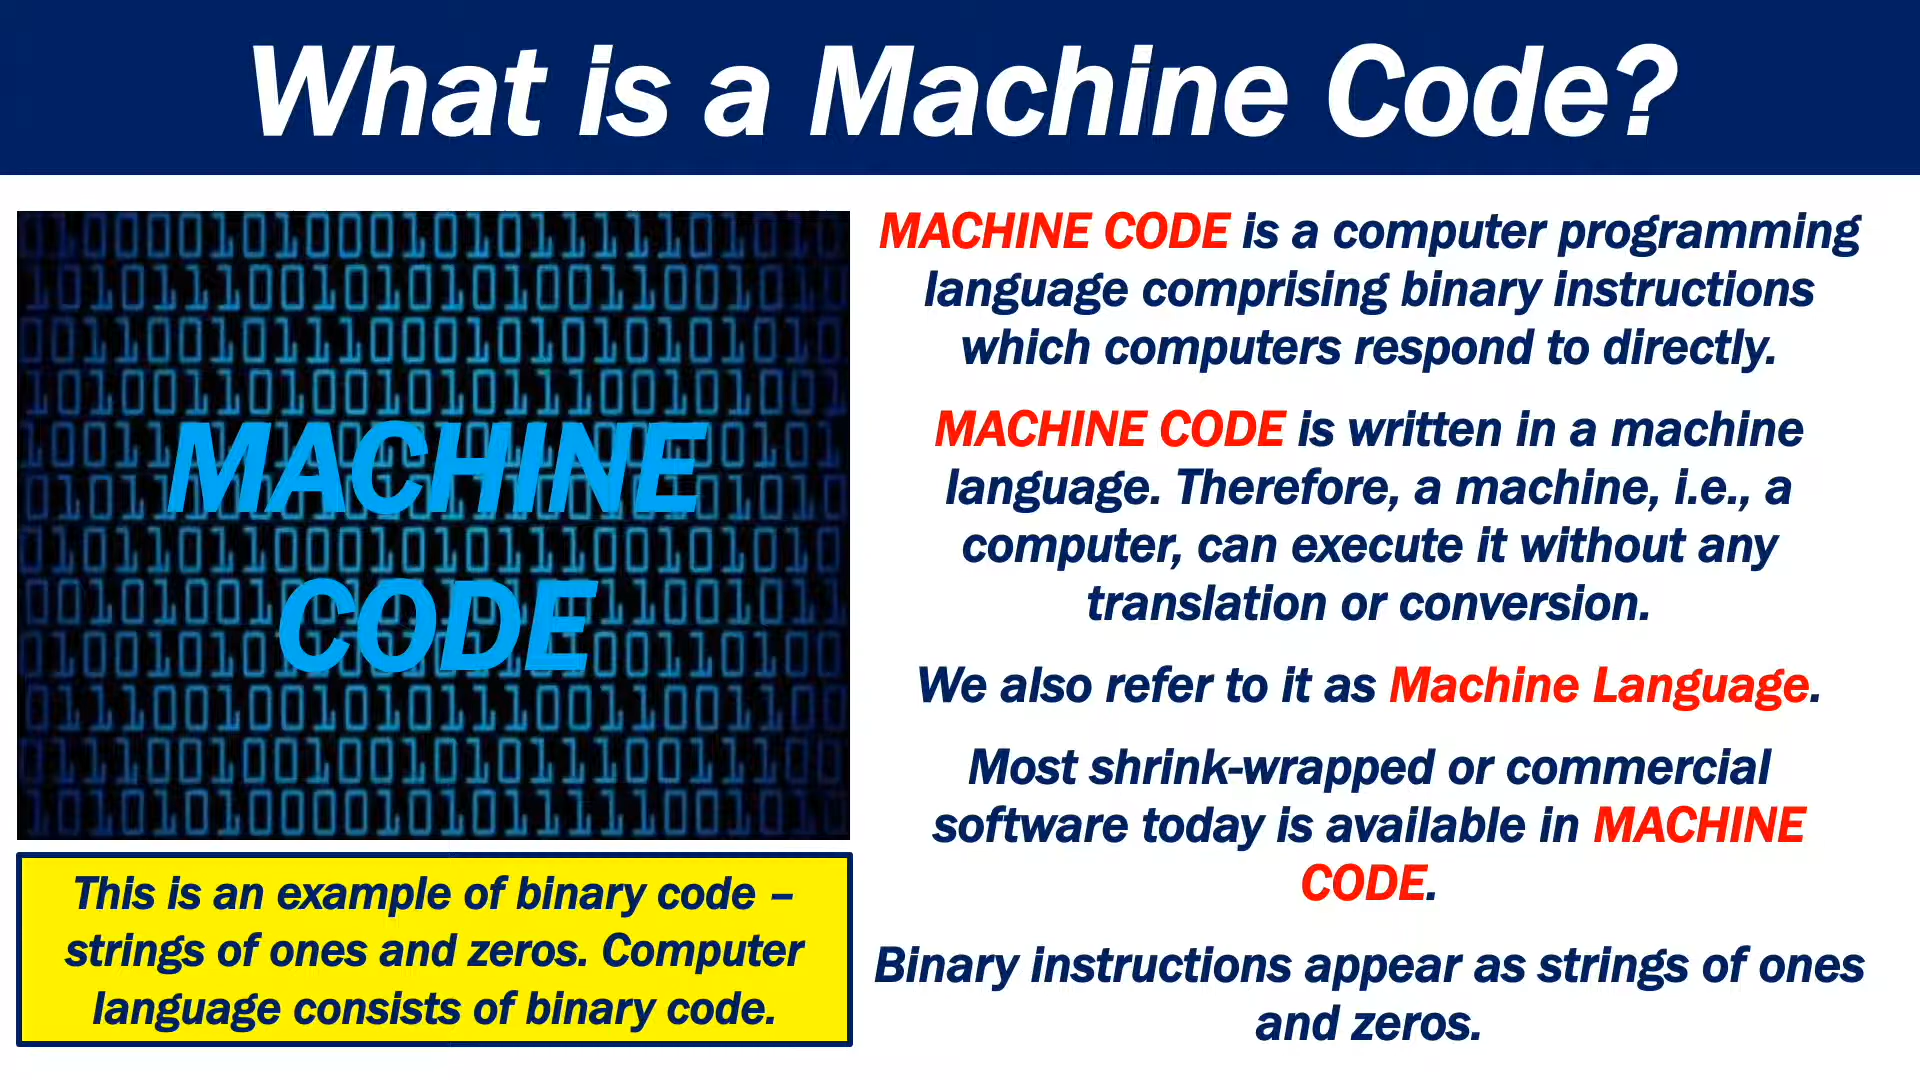 What is a Machine Code?
MACHINE
CODE
This is an example of binary code –
strings of ones and zeros. Computer
language consists of binary code.
MACHINE CODE is a computer programming
language comprising binary instructions
which computers respond to directly.
MACHINE CODE is written in a machine
language. Therefore, a machine, i.e., a
computer, can execute it without any
translation or conversion.
We also refer to it as Machine Language.
Most shrink-wrapped or commercial
software today is available in MACHINE
CODE.
Binary instructions appear as strings of ones
and zeros.